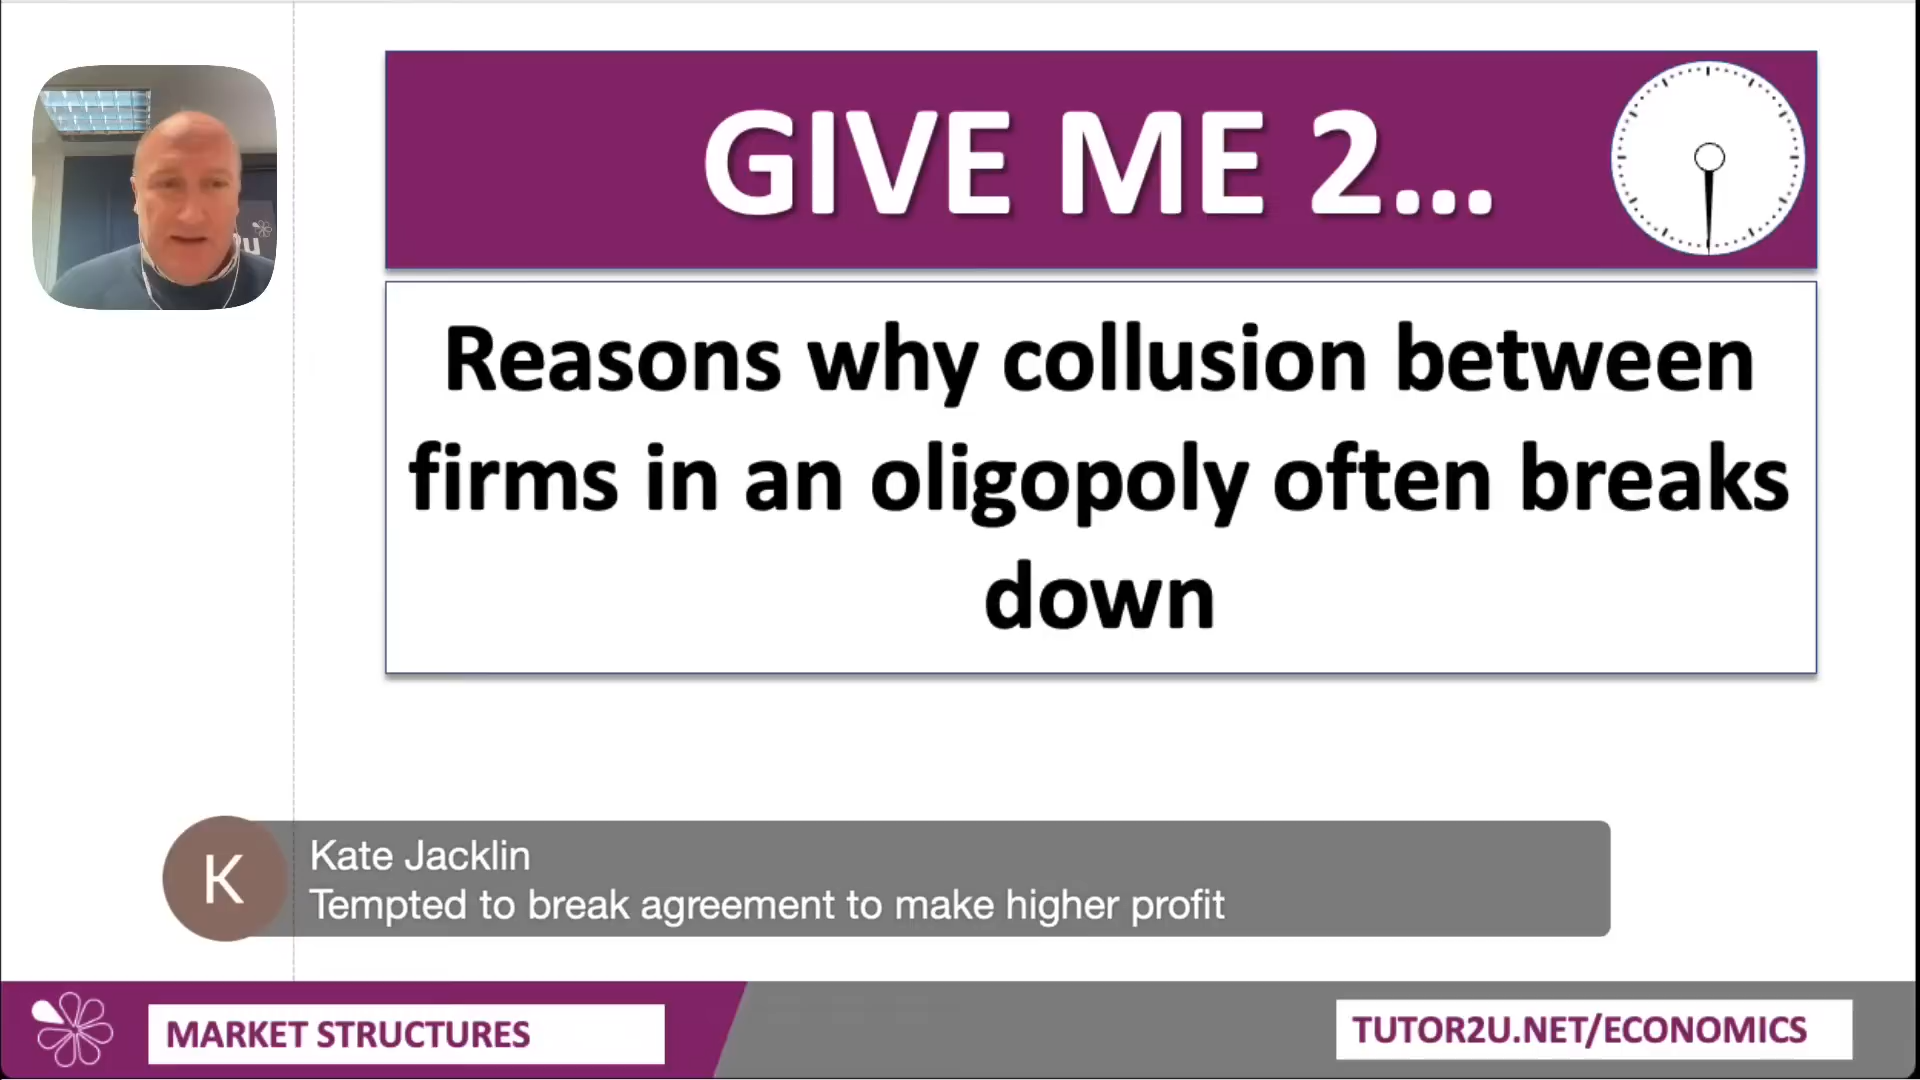 GIVE ME 2...
Reasons why collusion between
firms in an oligopoly often breaks
down
K
Kate Jacklin
Tempted to break agreement to make higher profit
MARKET STRUCTURES
TUTOR2U.NET/ECONOMICS